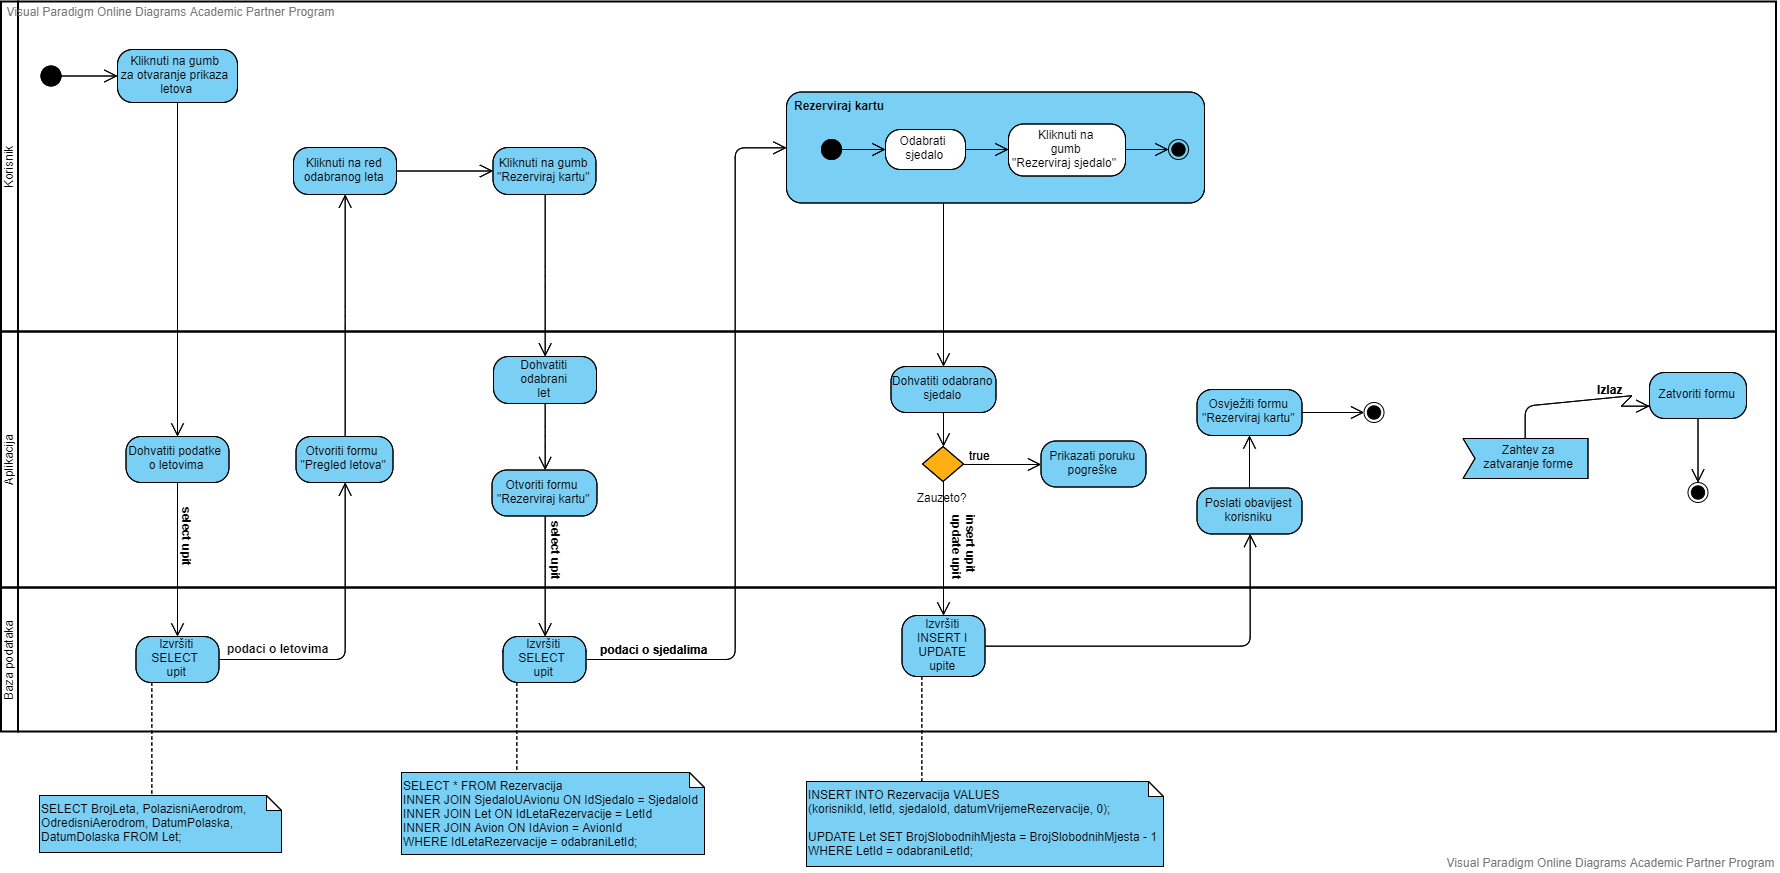 Visual Paradigm Online Diagrams Academic Partner Program
Korisnik
Kliknuti na gumb
za otvaranje prikaza
letova
Kliknuti na red
odabranog leta
Kliknuti na gumb
"Rezerviraj kartu"
Rezerviraj kartu
Odabrati
sjedalo
Kliknuti na
gumb
"Rezerviraj sjedalo"
Aplikacija
Dohvatiti podatke
o letovima
select upit
Otvoriti formu
"Pregled letova"
Dohvatiti
odabrani
let
Otvoriti formu
"Rezerviraj kartu"
select upit
Dohvatiti odabrano
sjedalo
true
Zauzeto?
Prikazati poruku
pogreške
insert upit
update upit
Osvježiti formu
"Rezerviraj kartu"
Poslati obavijest
korisniku
Izlaz
Zahtev za
zatvaranje forme
Zatvoriti formu
Baza podataka
Izvršiti
SELECT
upit
podaci o letovima
Izvršiti
SELECT
upit
podaci o sjedalima
Izvršiti
INSERT I
UPDATE
upite
SELECT BrojLeta, PolazisniAerodrom,
OdredisniAerodrom, DatumPolaska,
DatumDolaska FROM Let;
SELECT * FROM Rezervacija
INNER JOIN SjedaloUAvionu ON IdSjedalo = SjedaloId
INNER JOIN Let ON IdLetaRezervacije = LetId
INNER JOIN Avion ON IdAvion = AvionId
WHERE IdLetaRezervacije = odabraniLetId;
INSERT INTO Rezervacija VALUES
(korisnikId, letId, sjedaloId, datumVrijemeRezervacije, 0);
UPDATE Let SET BrojSlobodnihMjesta = BrojSlobodnihMjesta - 1
WHERE LetId = odabraniLetId;
Visual Paradigm Online Diagrams Academic Partner Program